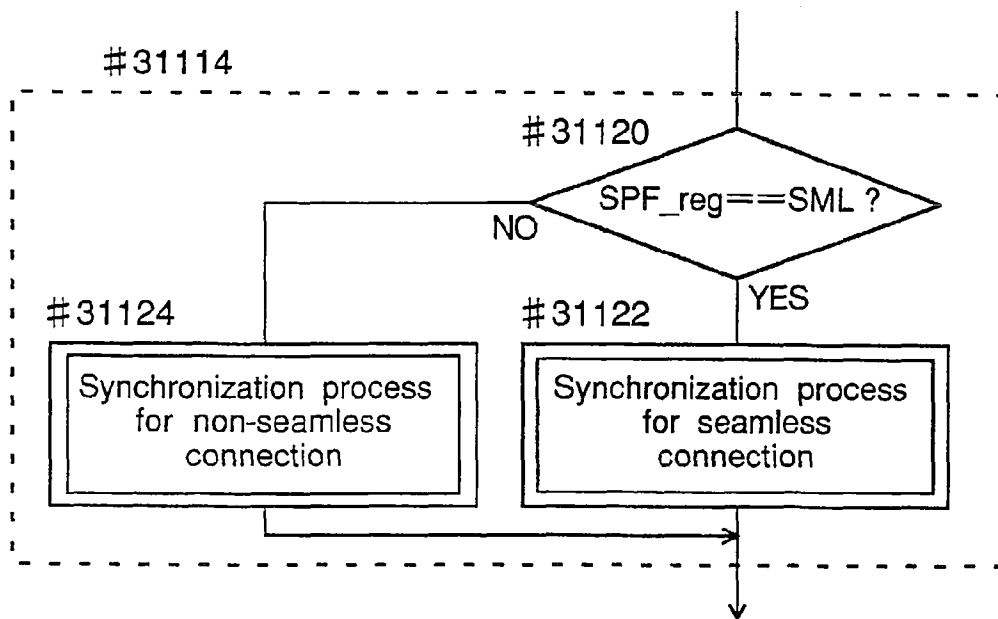 #31114
#31120
SPF_reg==SML ?
NO
YES
#31124
#31122
Synchronization process
for non-seamless
connection
Synchronization process
for seamless
connection